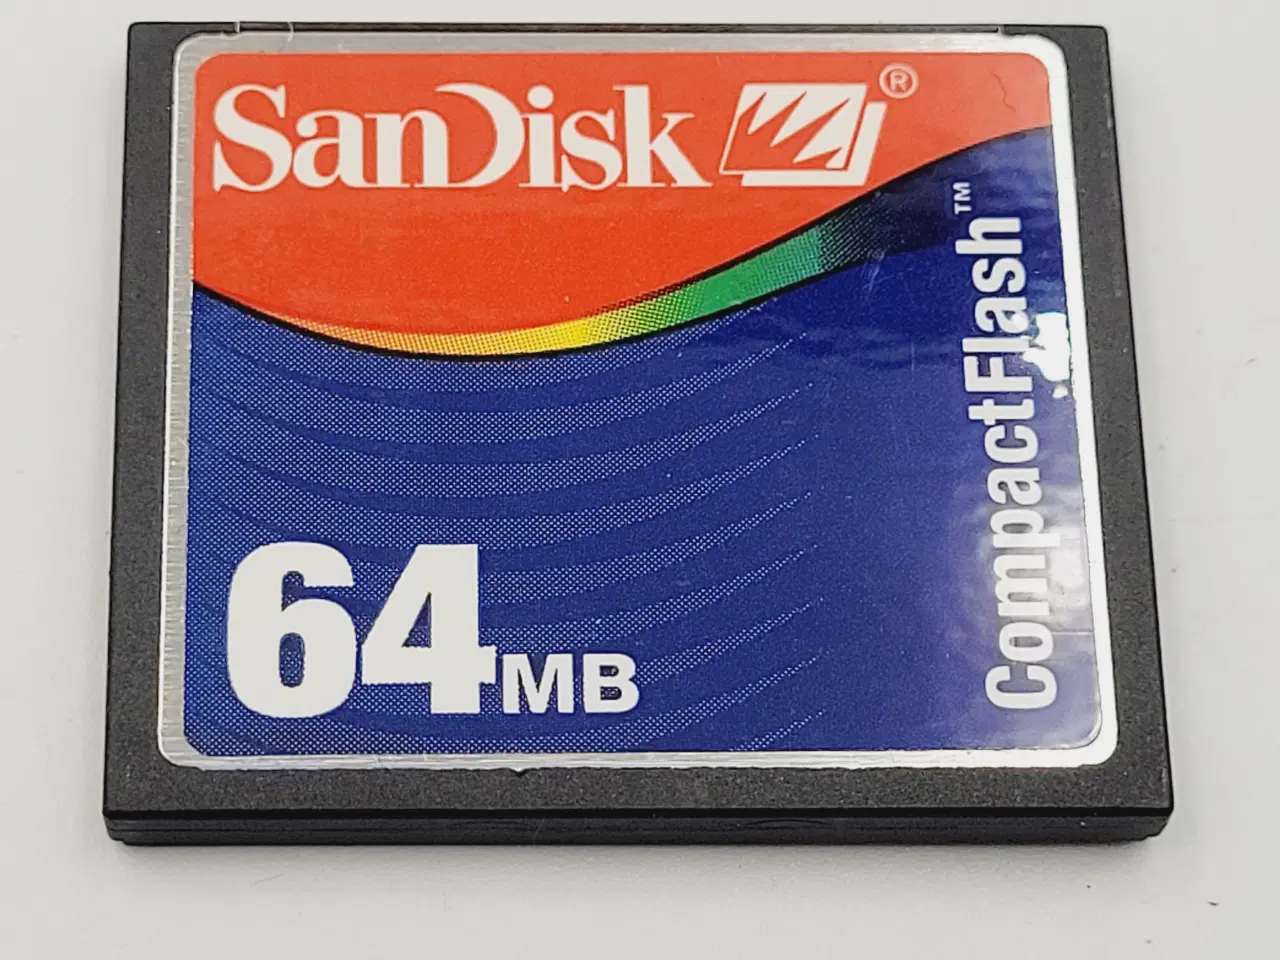 SanDisk ®
CompactFlash™
64MB